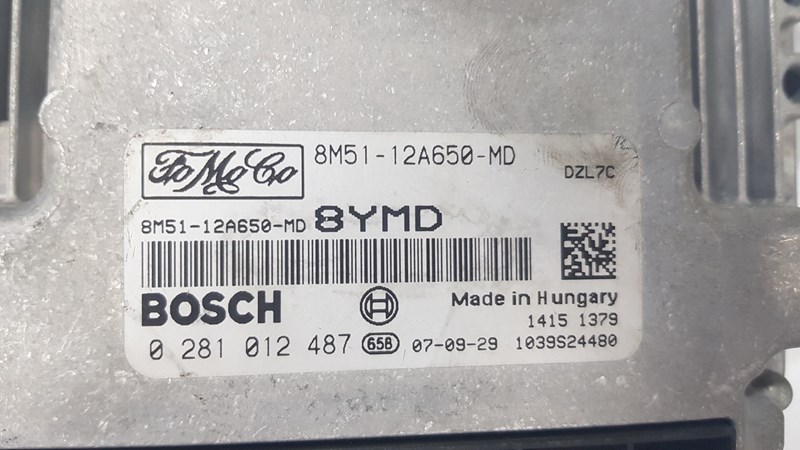 FoMoCo 8M51-12A650-MD
DZL7C
8M51-12A650-MD 8YMD
BOSCH
Made in Hungary
1415 1379
0 281 012 487 658 07-09-29 1039S24480